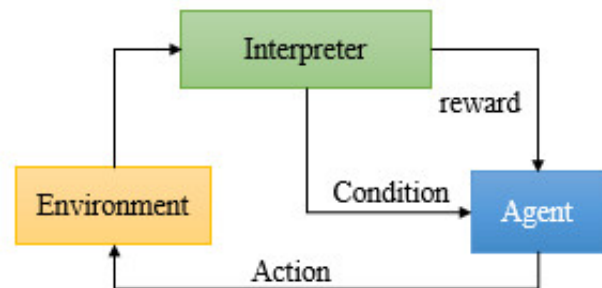 Interpreter
reward
Condition
Environment
Agent
Action